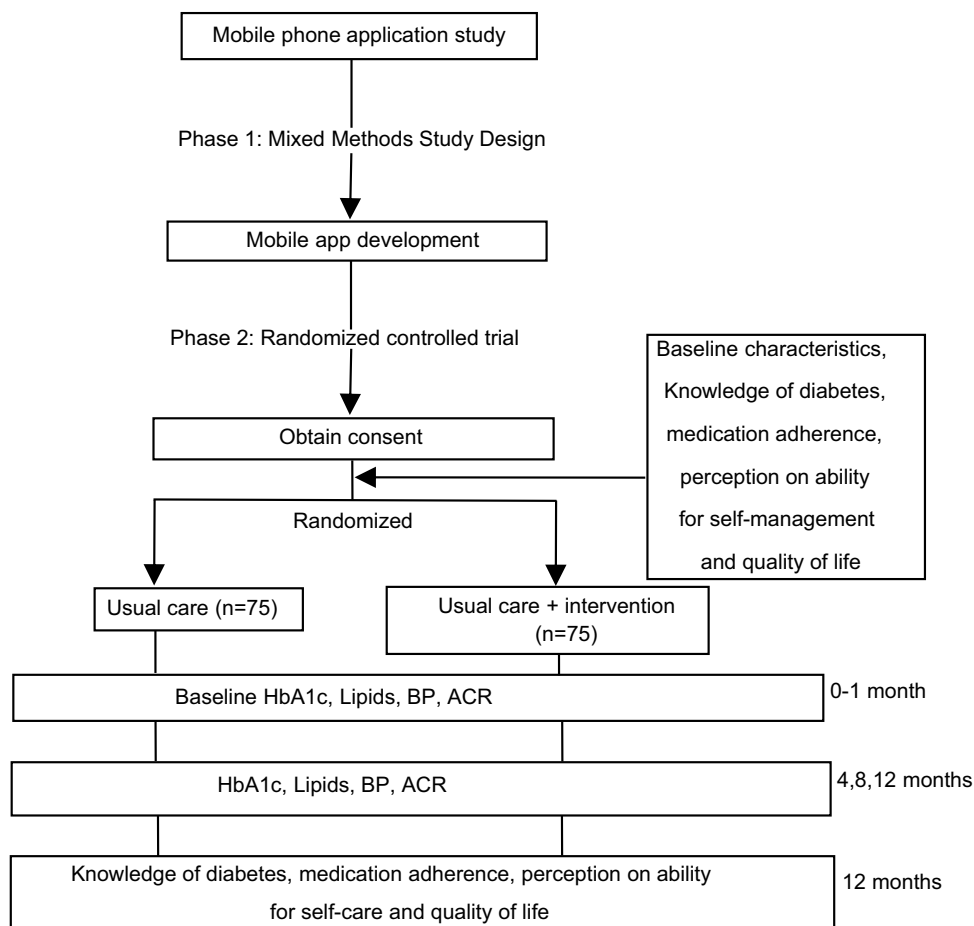 Mobile phone application study
Phase 1: Mixed Methods Study Design
Mobile app development
Phase 2: Randomized controlled trial
Baseline characteristics,
Knowledge of diabetes,
medication adherence,
perception on ability
for self-management
and quality of life
Obtain consent
Randomized
Usual care (n=75)
Usual care + intervention
(n=75)
Baseline HbA1c, Lipids, BP, ACR
0-1 month
HbA1c, Lipids, BP, ACR
4,8,12 months
Knowledge of diabetes, medication adherence, perception on ability
for self-care and quality of life
12 months